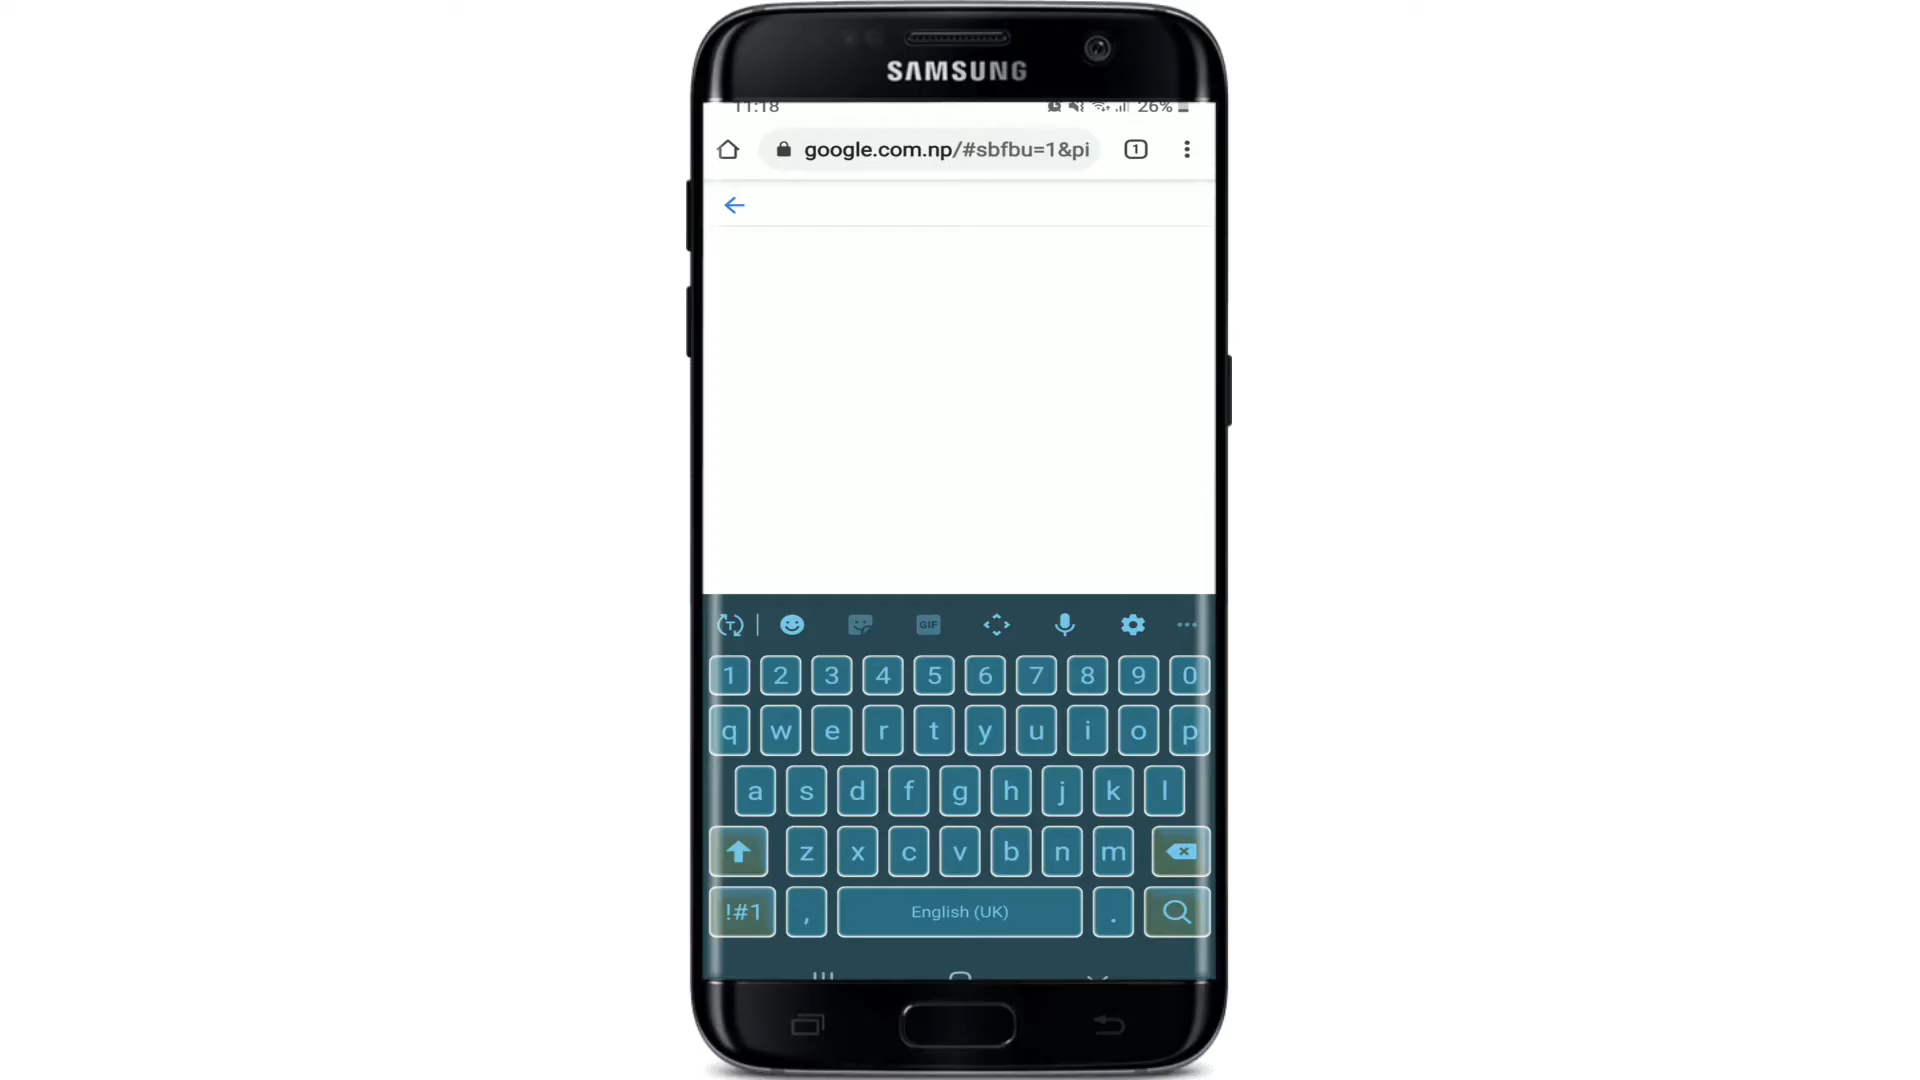 SAMSUNG
11:18 26%
google.com.np/#sbfbu=1&pi 1
T GIF
1 2 3 4 5 6 7 8 9 0
q w e r t y u i o p
a s d f g h j k l
z x c v b n m
!#1 , English (UK) .